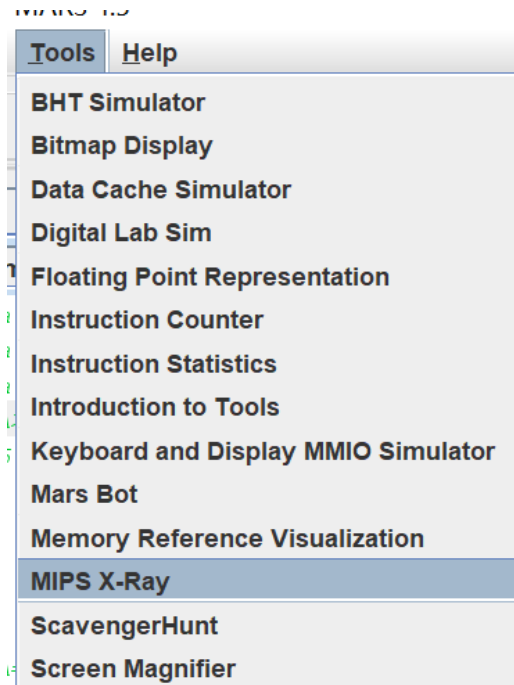 Tools Help
BHT Simulator
Bitmap Display
Data Cache Simulator
Digital Lab Sim
Floating Point Representation
Instruction Counter
Instruction Statistics
Introduction to Tools
Keyboard and Display MMIO Simulator
Mars Bot
Memory Reference Visualization
MIPS X-Ray
ScavengerHunt
Screen Magnifier